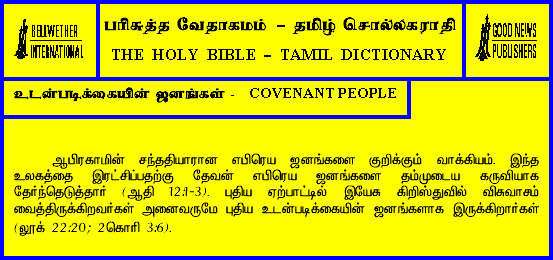 BELLWETHER
INTERNATIONAL
பரிசுத்த வேதாகமம் – தமிழ் சொல்லகராதி
THE HOLY BIBLE – TAMIL DICTIONARY
GOOD NEWS
PUBLISHERS
உடன்படிக்கையின் ஜனங்கள் - COVENANT PEOPLE
ஆபிரகாமின் சந்ததியாரான எபிரெய ஜனங்களை குறிக்கும் வாக்கியம். இந்த
உலகத்தை இரட்சிப்பதற்கு தேவன் எபிரெய ஜனங்களை தம்முடைய கருவியாக
தேர்ந்தெடுத்தார் (ஆதி 12:1-3). புதிய ஏற்பாட்டில் இயேசு கிறிஸ்துவில் விசுவாசம்
வைத்திருக்கிறவர்கள் அனைவருமே புதிய உடன்படிக்கையின் ஜனங்களாக இருக்கிறார்கள்
(லூக் 22:20; 2கொரி 3:6).